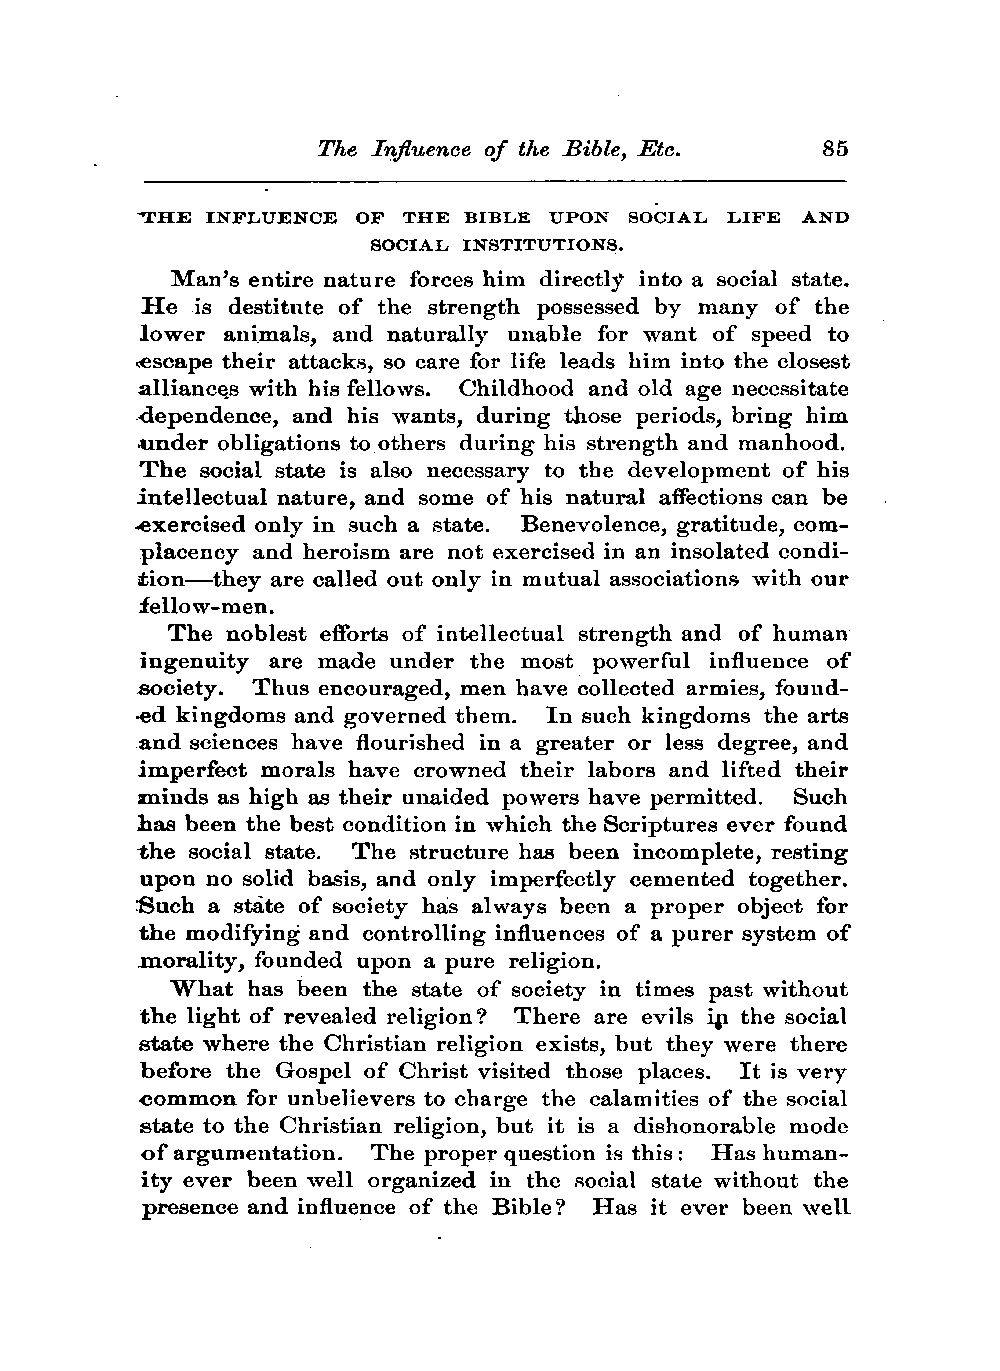 The Influence of the Bible, Etc. 85
THE INFLUENCE OF THE BIBLE UPON SOCIAL LIFE AND
SOCIAL INSTITUTIONS.
Man's entire nature forces him directly into a social state.
He is destitute of the strength possessed by many of the
lower animals, and naturally unable for want of speed to
escape their attacks, so care for life leads him into the closest
alliances with his fellows. Childhood and old age necessitate
dependence, and his wants, during those periods, bring him
under obligations to others during his strength and manhood.
The social state is also necessary to the development of his
intellectual nature, and some of his natural affections can be
exercised only in such a state. Benevolence, gratitude, com-
placency and heroism are not exercised in an insolated condi-
tion—they are called out only in mutual associations with our
fellow-men.
The noblest efforts of intellectual strength and of human
ingenuity are made under the most powerful influence of
society. Thus encouraged, men have collected armies, found-
ed kingdoms and governed them. In such kingdoms the arts
and sciences have flourished in a greater or less degree, and
imperfect morals have crowned their labors and lifted their
minds as high as their unaided powers have permitted. Such
has been the best condition in which the Scriptures ever found
the social state. The structure has been incomplete, resting
upon no solid basis, and only imperfectly cemented together.
Such a state of society has always been a proper object for
the modifying and controlling influences of a purer system of
morality, founded upon a pure religion.
What has been the state of society in times past without
the light of revealed religion? There are evils in the social
state where the Christian religion exists, but they were there
before the Gospel of Christ visited those places. It is very
common for unbelievers to charge the calamities of the social
state to the Christian religion, but it is a dishonorable mode
of argumentation. The proper question is this: Has human-
ity ever been well organized in the social state without the
presence and influence of the Bible? Has it ever been well